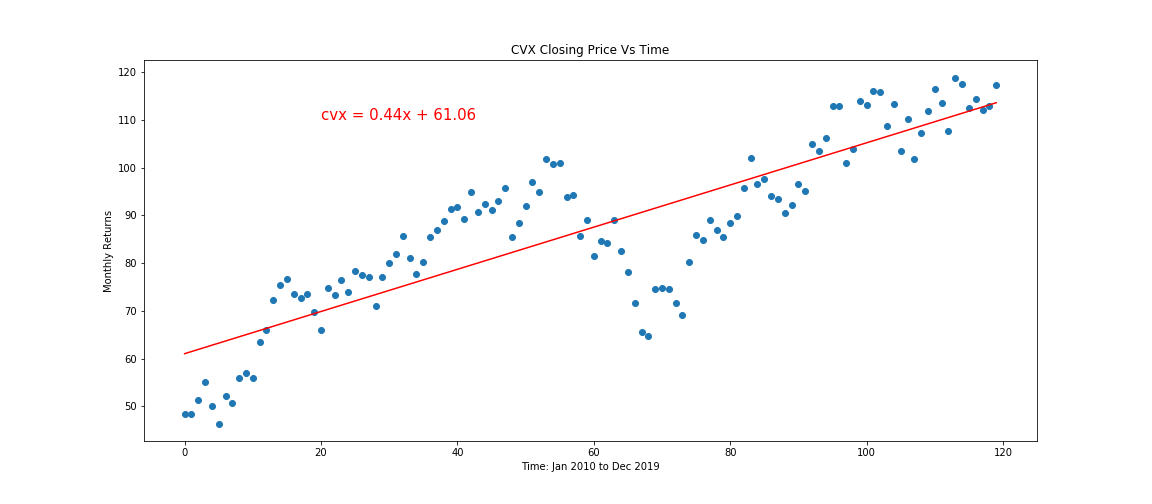 CVX Closing Price Vs Time
120
110
100
90
80
70
60
50
Monthly Returns
cvx = 0.44x + 61.06
0 20 40 60 80 100 120
Time: Jan 2010 to Dec 2019